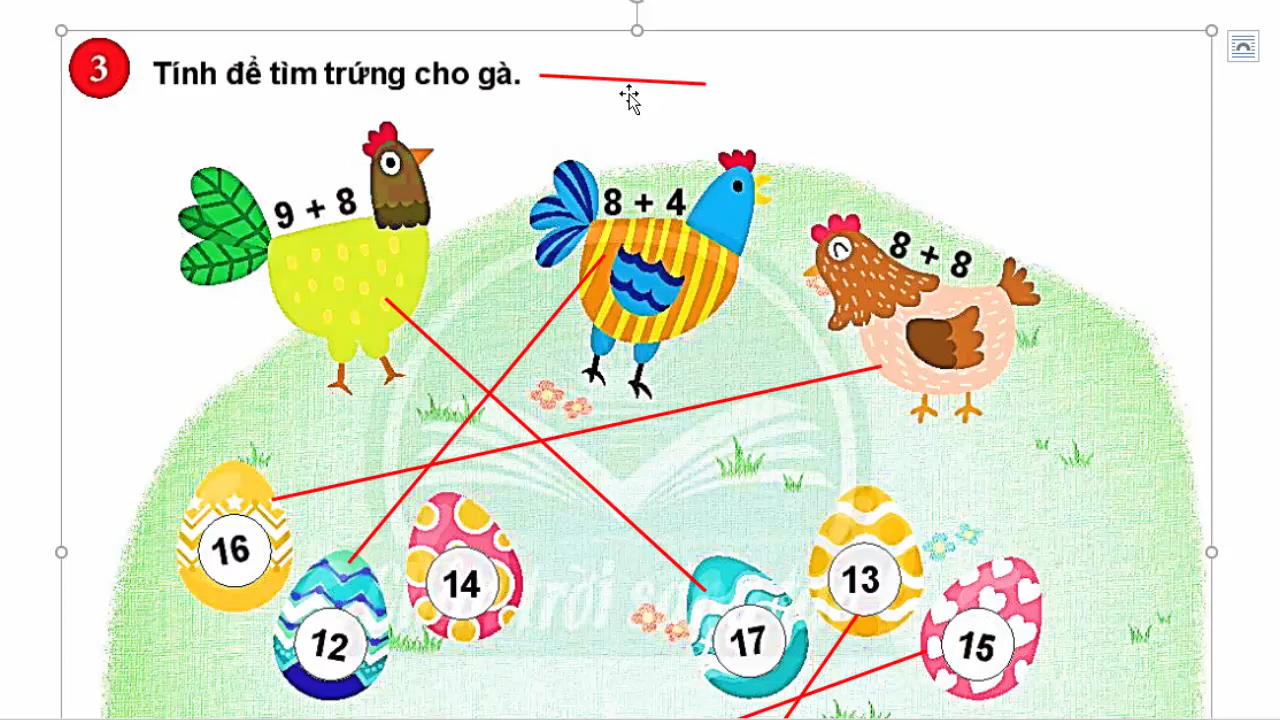 3 Tính để tìm trứng cho gà.
9 + 8
8 + 4
8 + 8
16
12
14
17
13
15